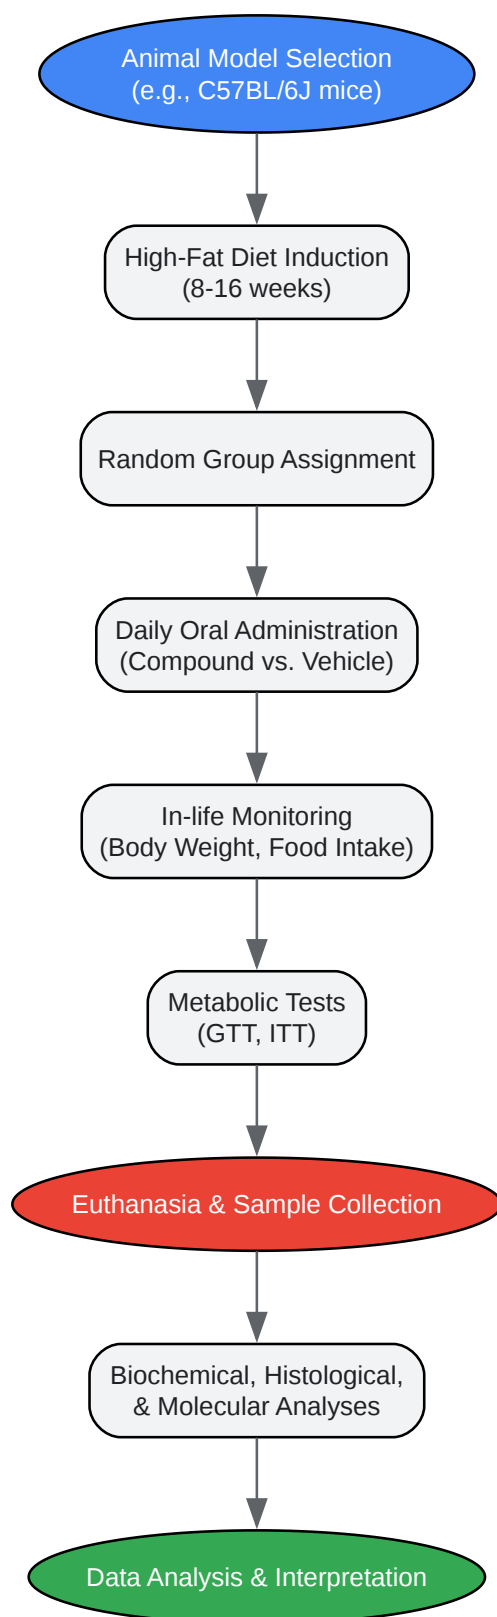 Animal Model Selection
(e.g., C57BL/6J mice)
High-Fat Diet Induction
(8-16 weeks)
Random Group Assignment
Daily Oral Administration
(Compound vs. Vehicle)
In-life Monitoring
(Body Weight, Food Intake)
Metabolic Tests
(GTT, ITT)
Euthanasia & Sample Collection
Biochemical, Histological,
& Molecular Analyses
Data Analysis & Interpretation